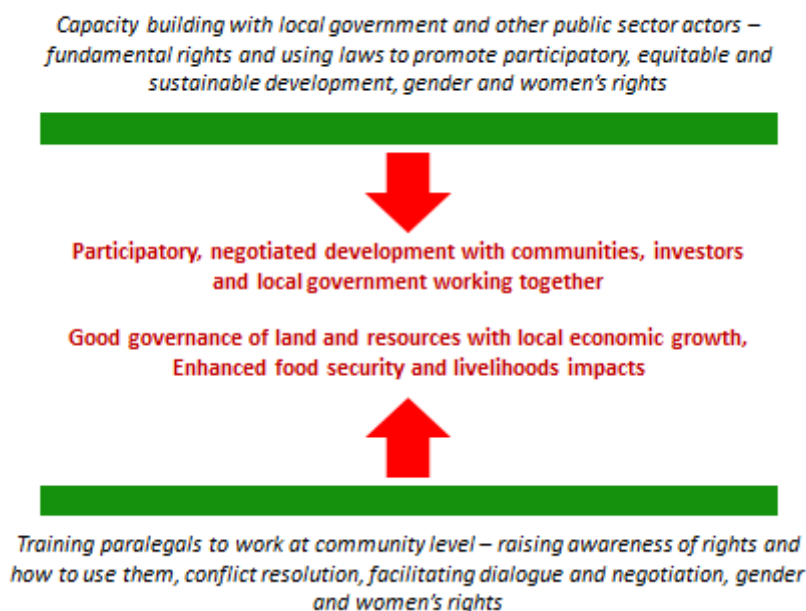 Capacity building with local government and other public sector actors –
fundamental rights and using laws to promote participatory, equitable and
sustainable development, gender and women's rights
Participatory, negotiated development with communities, investors
and local government working together
Good governance of land and resources with local economic growth,
Enhanced food security and livelihoods impacts
Training paralegals to work at community level – raising awareness of rights and
how to use them, conflict resolution, facilitating dialogue and negotiation, gender
and women's rights